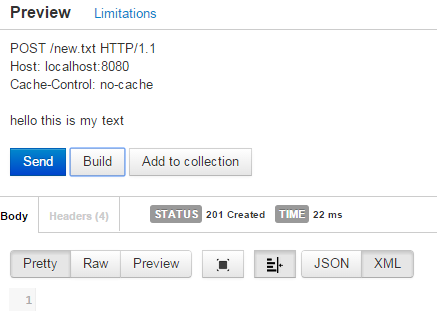 Preview Limitations
POST /new.txt HTTP/1.1
Host: localhost:8080
Cache-Control: no-cache
hello this is my text
Send Build Add to collection
Body Headers (4) STATUS 201 Created TIME 22 ms
Pretty Raw Preview JSON XML
1